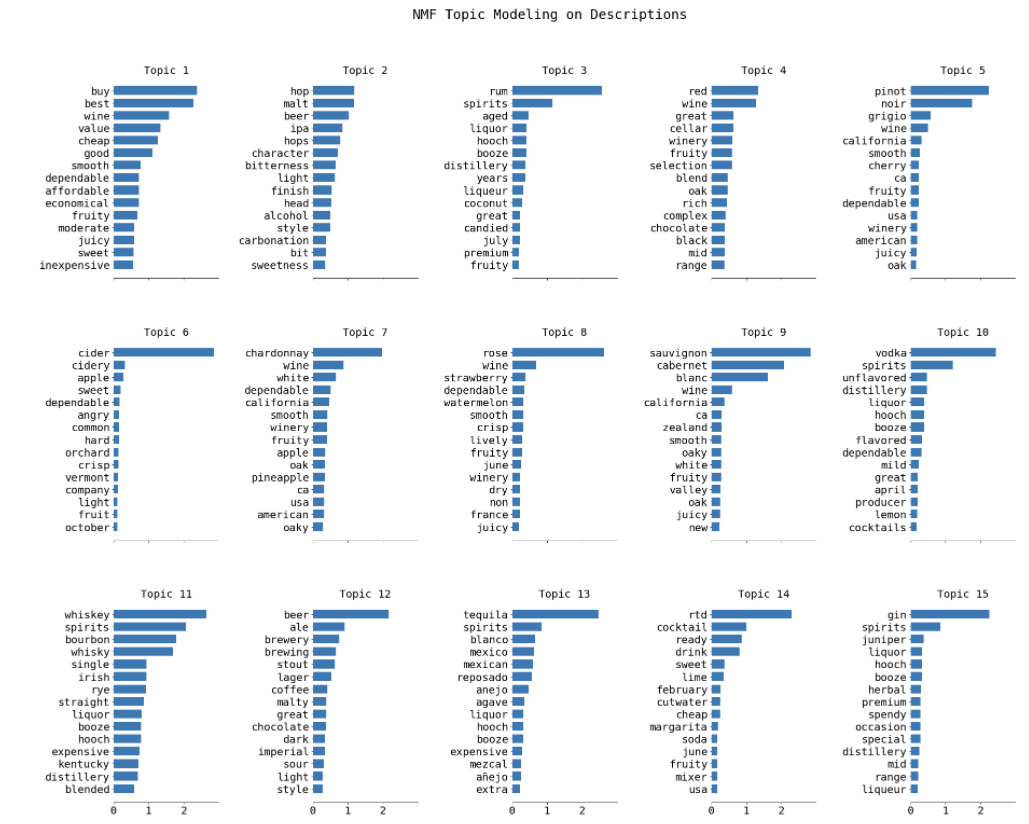 NMF Topic Modeling on Descriptions
Topic 1
buy
best
wine
value
cheap
good
smooth
dependable
affordable
economical
fruity
moderate
juicy
sweet
inexpensive
Topic 2
hop
malt
beer
ipa
hops
character
bitterness
light
finish
head
alcohol
style
carbonation
bit
sweetness
Topic 3
rum
spirits
aged
liquor
hooch
booze
distillery
years
liqueur
coconut
great
candied
july
premium
fruity
Topic 4
red
wine
great
cellar
winery
fruity
selection
blend
oak
rich
complex
chocolate
black
mid
range
Topic 5
pinot
noir
grigio
wine
california
smooth
cherry
ca
fruity
dependable
usa
winery
american
juicy
oak
Topic 6
cider
cidery
apple
sweet
dependable
angry
common
hard
orchard
crisp
vermont
company
light
fruit
october
Topic 7
chardonnay
wine
white
dependable
california
smooth
winery
fruity
apple
oak
pineapple
ca
usa
american
oaky
Topic 8
rose
wine
strawberry
dependable
watermelon
smooth
crisp
lively
fruity
june
winery
dry
non
france
juicy
Topic 9
sauvignon
cabernet
blanc
wine
california
ca
zealand
smooth
oaky
white
fruity
valley
oak
juicy
new
Topic 10
vodka
spirits
unflavored
distillery
liquor
hooch
booze
flavored
dependable
mild
great
april
producer
lemon
cocktails
Topic 11
whiskey
spirits
bourbon
whisky
single
irish
rye
straight
liquor
booze
hooch
expensive
kentucky
distillery
blended
0 1 2
Topic 12
beer
ale
brewery
brewing
stout
lager
coffee
malty
great
chocolate
dark
imperial
sour
light
style
0 1 2
Topic 13
tequila
spirits
blanco
mexico
mexican
reposado
anejo
agave
liquor
hooch
booze
expensive
mezcal
añejo
extra
0 1 2
Topic 14
rtd
cocktail
ready
drink
sweet
lime
february
cutwater
cheap
margarita
soda
june
fruity
mixer
usa
0 1 2
Topic 15
gin
spirits
juniper
liquor
hooch
booze
herbal
premium
spendy
occasion
special
distillery
mid
range
liqueur
0 1 2